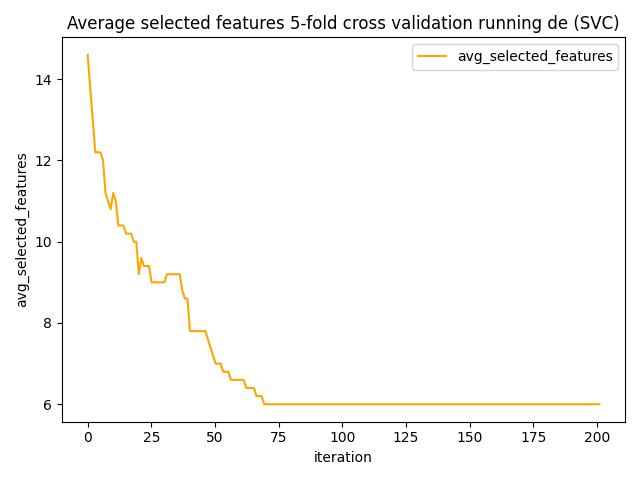 Average selected features 5-fold cross validation running de (SVC)
avg_selected_features
14
12
10
8
6
avg_selected_features
0 25 50 75 100 125 150 175 200
iteration